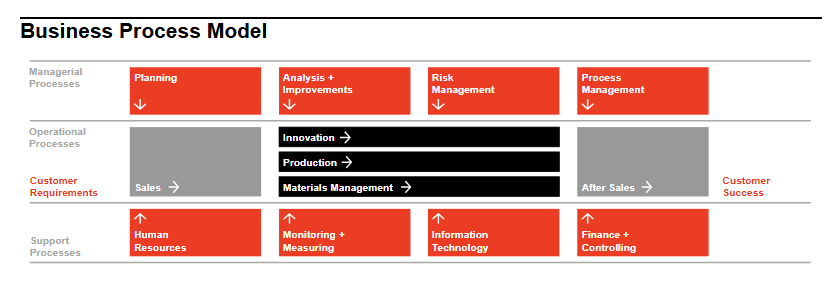 Business Process Model
Managerial
Processes
Planning
Analysis +
Improvements
Risk
Management
Process
Management
Operational
Processes
Customer
Requirements
Sales
Innovation
Production
Materials Management
After Sales
Customer
Success
Support
Processes
Human
Resources
Monitoring +
Measuring
Information
Technology
Finance +
Controlling